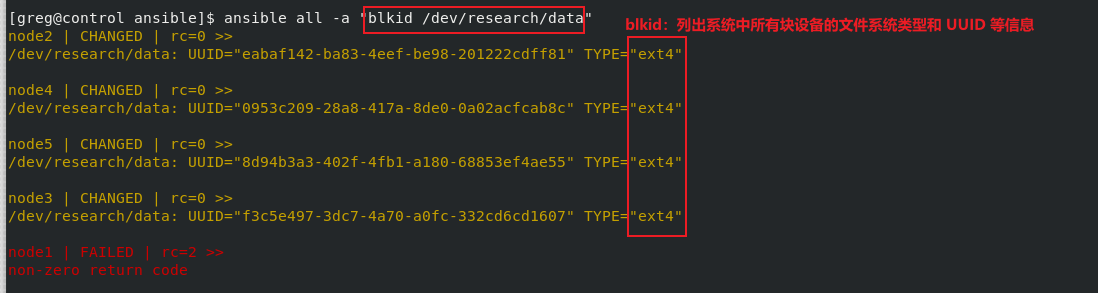 [greg@control ansible]$ ansible all -a "blkid /dev/research/data"
blkid：列出系统中所有块设备的文件系统类型和 UUID 等信息
node2 | CHANGED | rc=0 >>
/dev/research/data: UUID="eabaf142-ba83-4eef-be98-201222cdff81" TYPE="ext4"
node4 | CHANGED | rc=0 >>
/dev/research/data: UUID="0953c209-28a8-417a-8de0-0a02acfcab8c" TYPE="ext4"
node5 | CHANGED | rc=0 >>
/dev/research/data: UUID="8d94b3a3-402f-4fb1-a180-68853ef4ae55" TYPE="ext4"
node3 | CHANGED | rc=0 >>
/dev/research/data: UUID="f3c5e497-3dc7-4a70-a0fc-332cd6cd1607" TYPE="ext4"
node1 | FAILED | rc=2 >>
non-zero return code